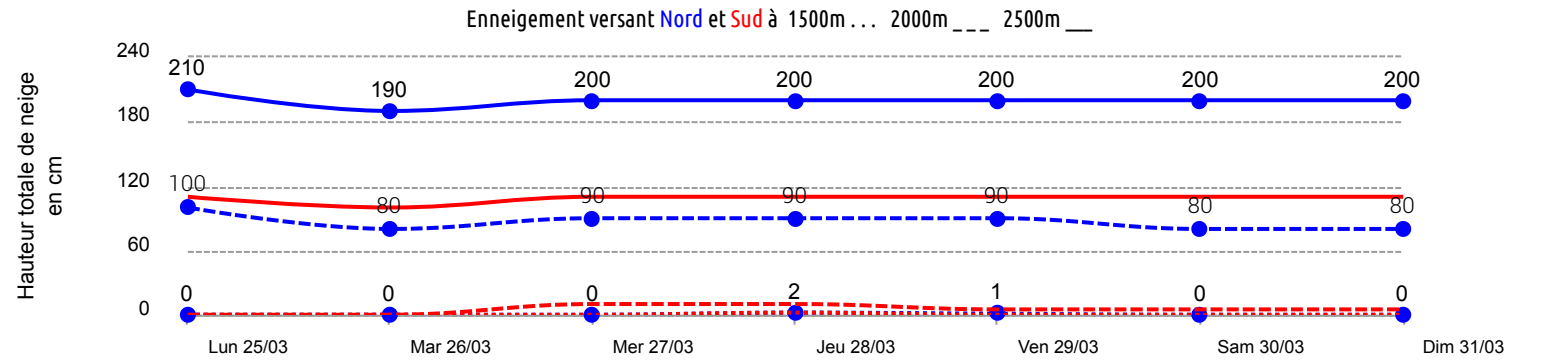 Enneigement versant Nord et Sud à 1500m . . . 2000m _ _ _ 2500m __
Hauteur totale de neige
en cm
240
210 190 200 200 200 200 200
180
120
100 80 90 90 90 80 80
60
0 0 0 2 1 0 0
0
Lun 25/03 Mar 26/03 Mer 27/03 Jeu 28/03 Ven 29/03 Sam 30/03 Dim 31/03